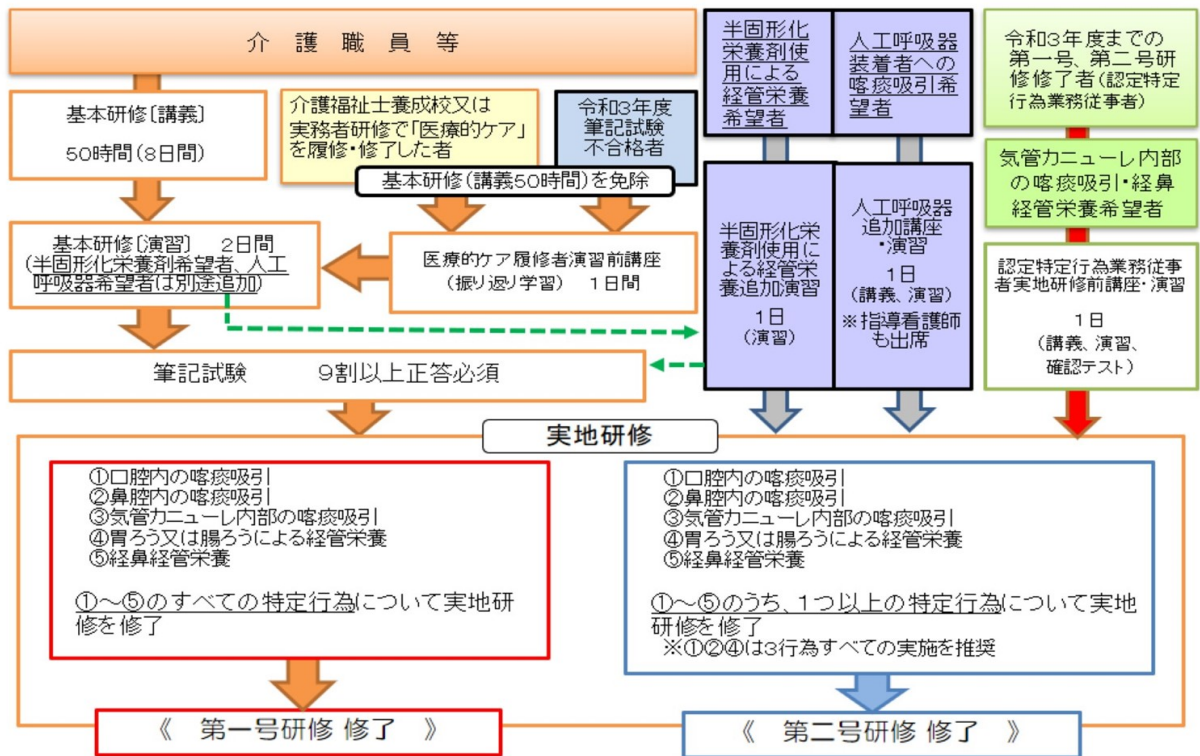 介 護 職 員 等
基本研修〔講義〕
50時間(8日間)
介護福祉士養成校又は
実務者研修で「医療的ケア」
を履修・修了した者
令和3年度
筆記試験
不合格者
基本研修(講義50時間)を免除
基本研修〔演習〕 2日間
(半固形化栄養剤希望者、人工
呼吸器希望者は別途追加)
医療的ケア履修者演習前講座
(振り返り学習) 1日間
筆記試験 9割以上正答必須
半固形化
栄養剤使
用による
経管栄養
希望者
人工呼吸器
装着者への
喀痰吸引希
望者
半固形化栄
養剤使用に
よる経管栄
養追加演習
1日
(演習)
人工呼吸器
追加講座
・演習
1日
(講義、演習)
※指導看護師
も出席
令和3年度までの
第一号、第二号研
修修了者(認定特定
行為業務従事者)
気管カニューレ内部
の喀痰吸引・経鼻
経管栄養希望者
認定特定行為業務従事
者実地研修前講座・演習
1日
(講義、演習、
確認テスト)
実地研修
①口腔内の喀痰吸引
②鼻腔内の喀痰吸引
③気管カニューレ内部の喀痰吸引
④胃ろう又は腸ろうによる経管栄養
⑤経鼻経管栄養
①～⑤のすべての特定行為について実地研
修を修了
①口腔内の喀痰吸引
②鼻腔内の喀痰吸引
③気管カニューレ内部の喀痰吸引
④胃ろう又は腸ろうによる経管栄養
⑤経鼻経管栄養
①～⑤のうち、1つ以上の特定行為について実地
研修を修了
※①②④は3行為すべての実施を推奨
《 第一号研修 修了 》
《 第二号研修 修了 》